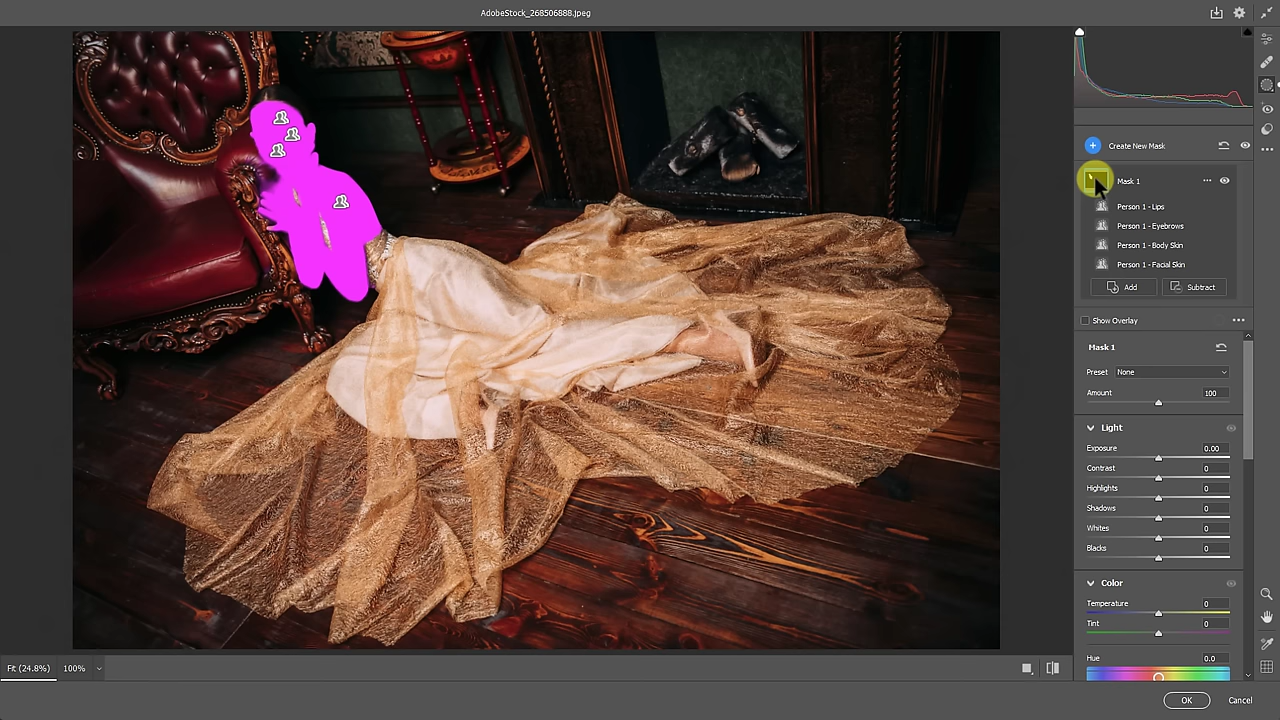 AdobeStock_268506888.jpeg
Create New Mask
Mask 1
Person 1 - Lips
Person 1 - Eyebrows
Person 1 - Body Skin
Person 1 - Facial Skin
Add Subtract
Show Overlay
Mask 1
Preset None
Amount 100
Light
Exposure 0.00
Contrast 0
Highlights 0
Shadows 0
Whites 0
Blacks 0
Color
Temperature 0
Tint 0
Hue 0.0
Fit (24.8%) 100%
OK Cancel